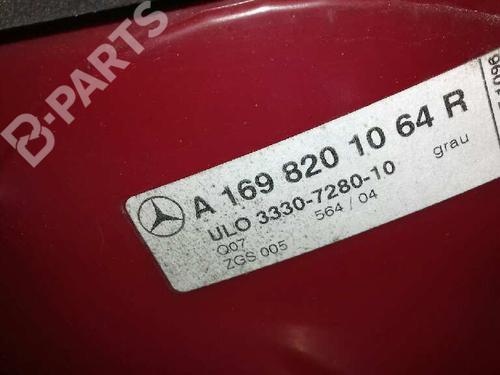 B-PARTS
A 169 820 10 64 R
ULO 3330-7280-10
grau
Q07
564 / 04
ZGS 005